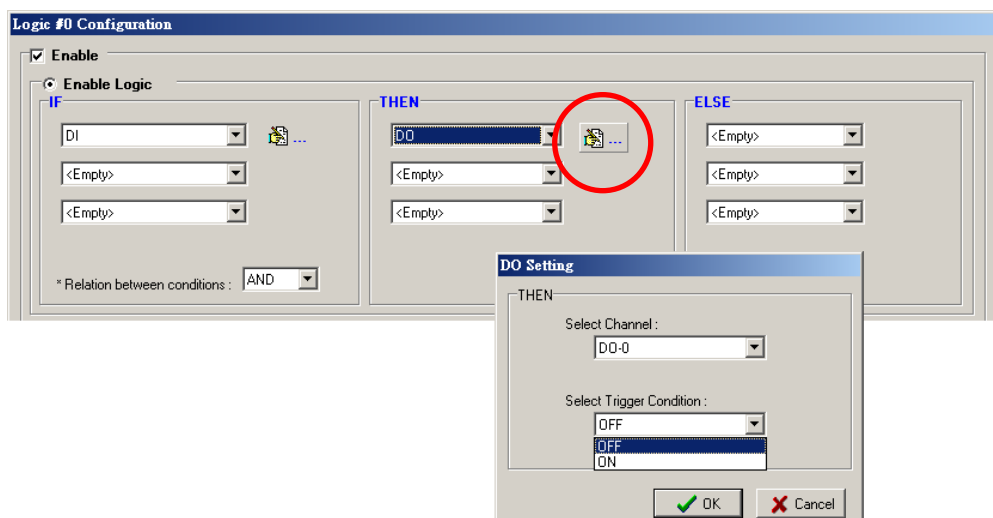 Logic #0 Configuration
Enable
Enable Logic
IF
THEN
ELSE
DI
...
DO
...
<Empty>
<Empty>
<Empty>
<Empty>
<Empty>
<Empty>
<Empty>
* Relation between conditions :
AND
DO Setting
THEN
Select Channel :
DO-0
Select Trigger Condition :
OFF
OFF
ON
OK
Cancel